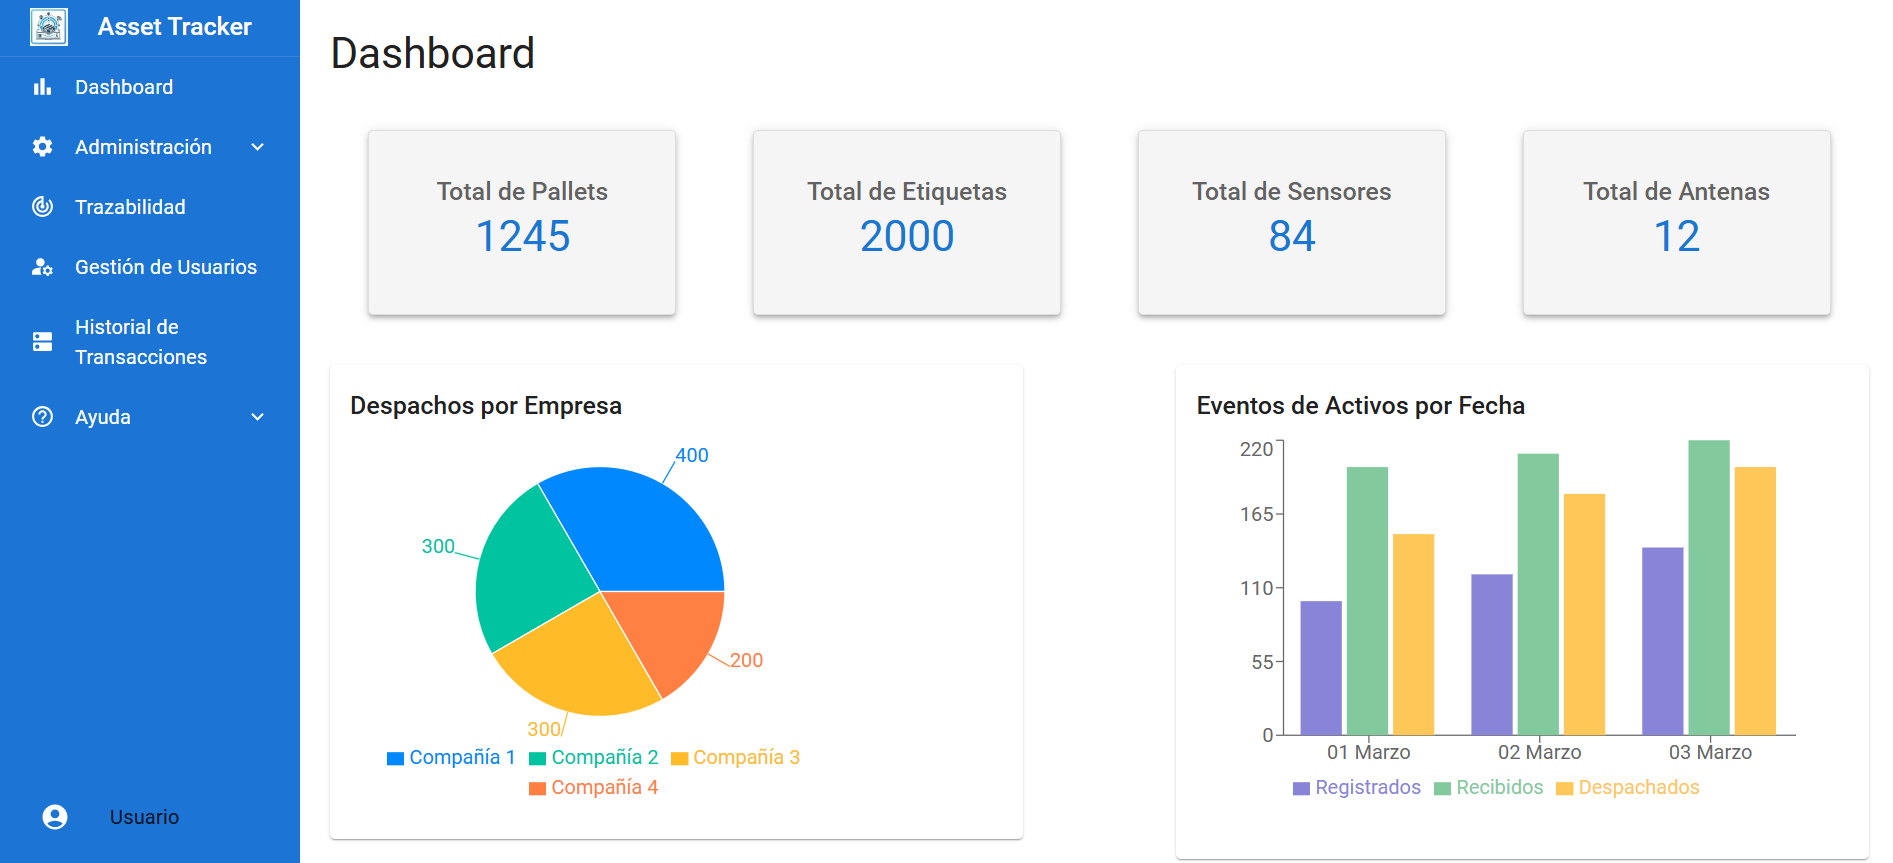 Asset Tracker
Dashboard
Administración
Trazabilidad
Gestión de Usuarios
Historial de
Transacciones
Ayuda
Usuario
Dashboard
Total de Pallets
1245
Total de Etiquetas
2000
Total de Sensores
84
Total de Antenas
12
Despachos por Empresa
400
300
200
300
Compañía 1 Compañía 2 Compañía 3
Compañía 4
Eventos de Activos por Fecha
220
165
110
55
0
01 Marzo 02 Marzo 03 Marzo
Registrados Recibidos Despachados